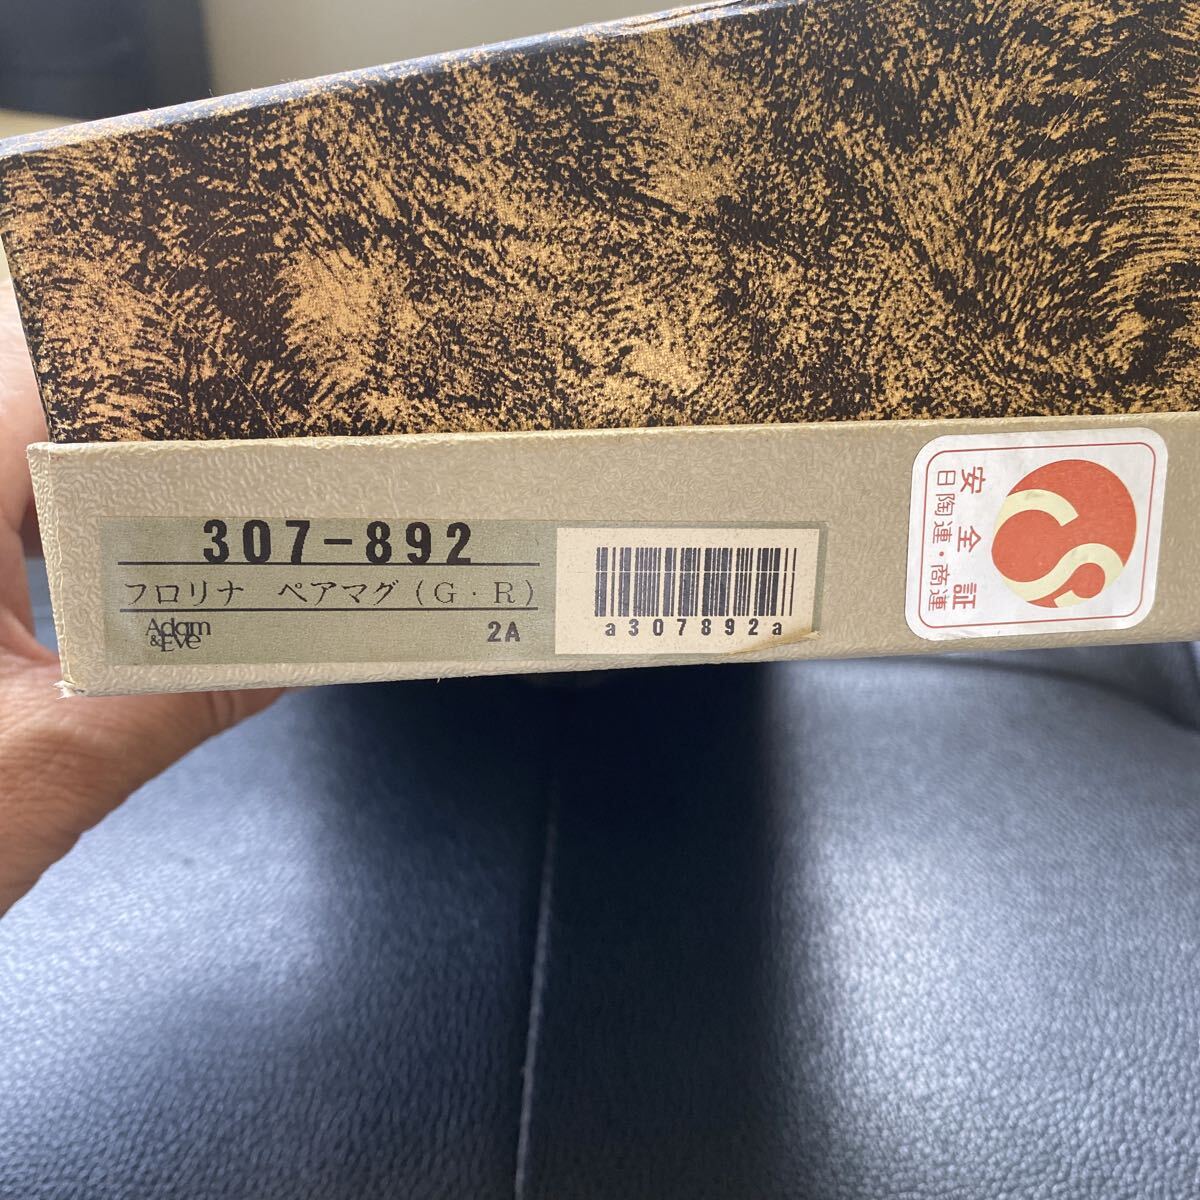 307-892
フロリナ ペアマグ(G・R)
Adam
&Eve
2A
a307892a
安全証
日陶連・商連